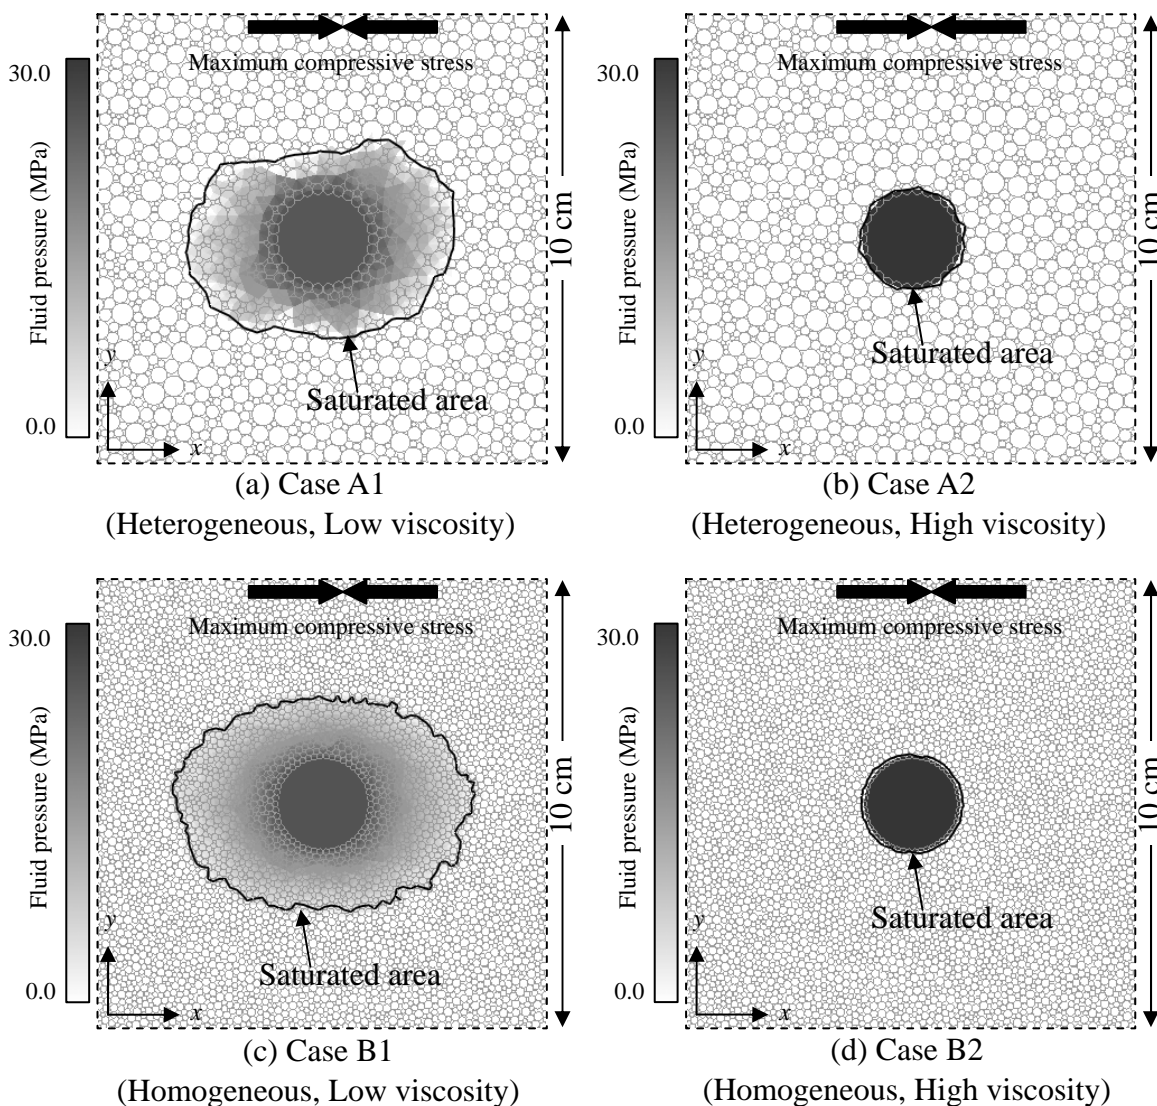 Maximum compressive stress
30.0
Fluid pressure (MPa)
0.0
y
x
10 cm
Saturated area
(a) Case A1
(Heterogeneous, Low viscosity)
Maximum compressive stress
30.0
Fluid pressure (MPa)
0.0
y
x
10 cm
Saturated area
(b) Case A2
(Heterogeneous, High viscosity)
Maximum compressive stress
30.0
Fluid pressure (MPa)
0.0
y
x
10 cm
Saturated area
(c) Case B1
(Homogeneous, Low viscosity)
Maximum compressive stress
30.0
Fluid pressure (MPa)
0.0
y
x
10 cm
Saturated area
(d) Case B2
(Homogeneous, High viscosity)